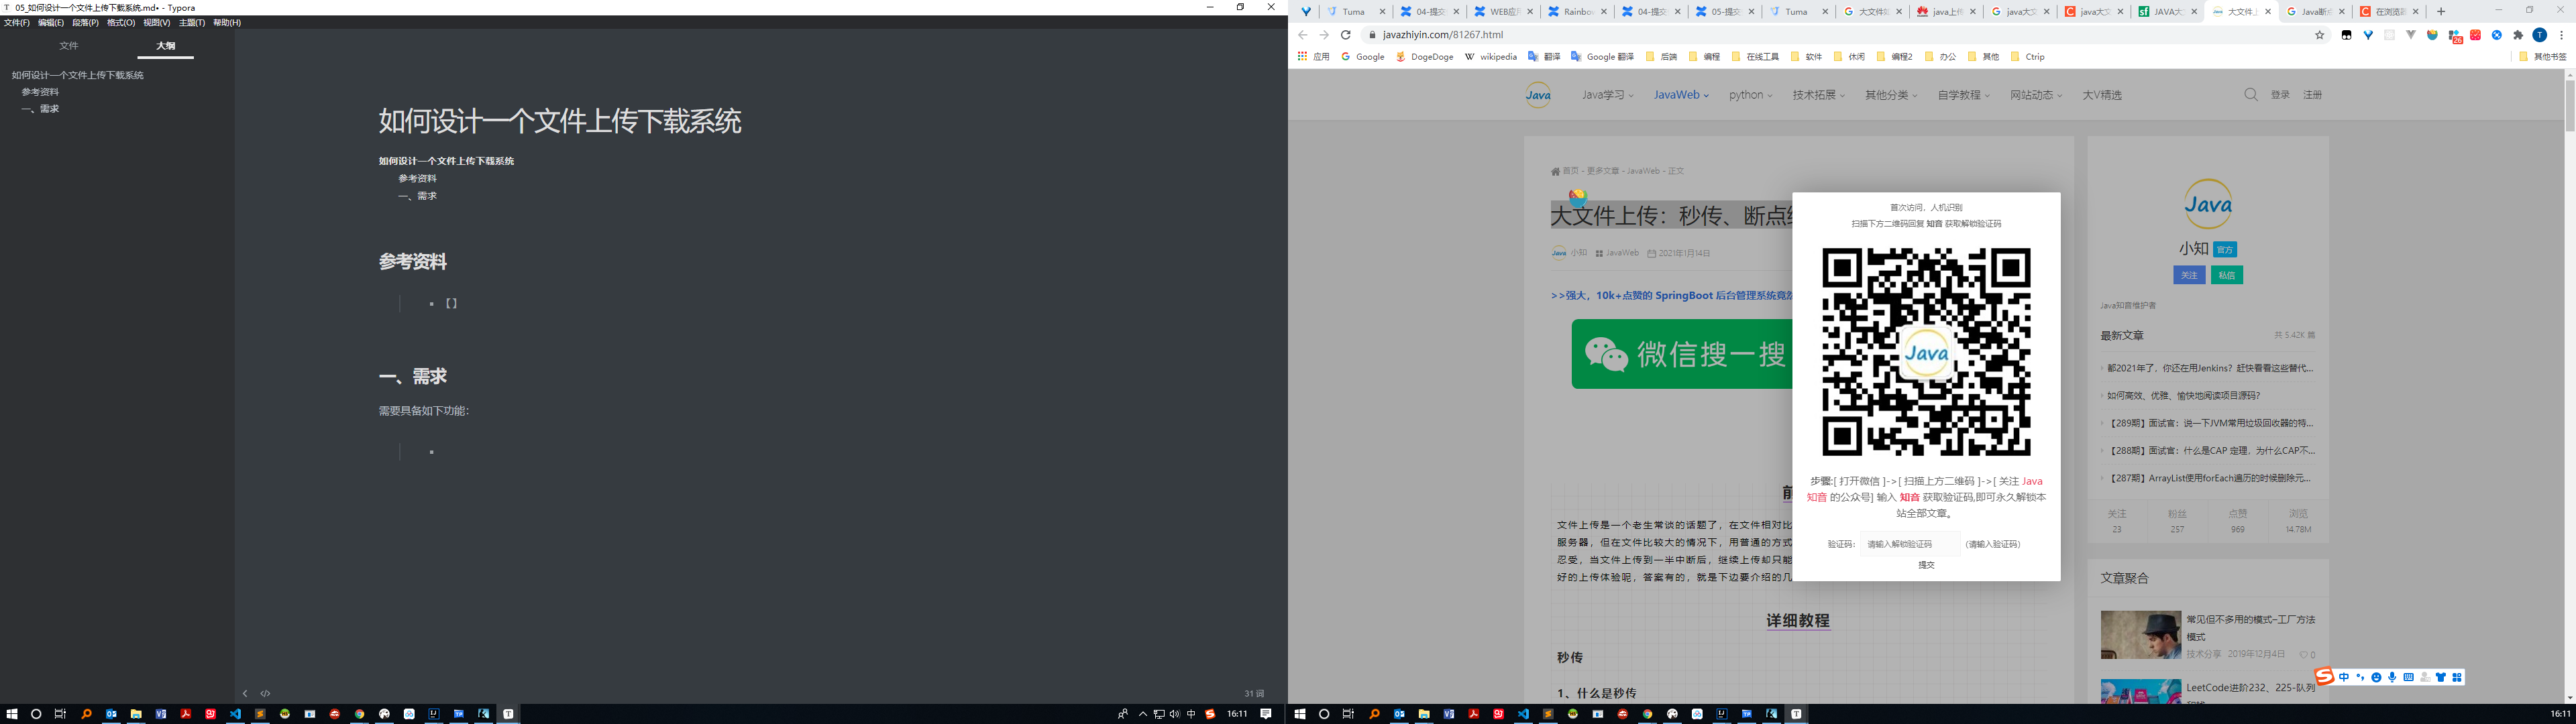 05_如何设计一个文件上传下载系统.md• - Typora
文件(F) 编辑(E) 段落(P) 格式(O) 视图(V) 主题(T) 帮助(H)
文件 大纲
如何设计一个文件上传下载系统
参考资料
一、需求
如何设计一个文件上传下载系统
如何设计一个文件上传下载系统
参考资料
一、需求
参考资料
【】
一、需求
需要具备如下功能：
31 词
16:11
Tuma
04-提交
WEB应用
Rainbow
04-提交
05-提交
Tuma
大文件站
java上传
java大文
java大文
JAVA大
大文件上
Java断点
在浏览器
javazhiyin.com/81267.html
应用 Google DogeDoge wikipedia 翻译 Google 翻译 后端 编程 在线工具 软件 休闲 编程2 办公 其他 Ctrip 其他书签
Java Java学习 JavaWeb python 技术拓展 其他分类 自学教程 网站动态 大V精选 登录 注册
首页 - 更多文章 - JavaWeb - 正文
大文件上传：秒传、断点
小知 JavaWeb 2021年1月14日
>>强大，10k+点赞的 SpringBoot 后台管理系统竟然
微信搜一搜
文件上传是一个老生常谈的话题了，在文件相对比
服务器，但在文件比较大的情况下，用普通的方式
忍受，当文件上传到一半中断后，继续上传却只能
好的上传体验呢，答案有的，就是下边要介绍的几
详细教程
秒传
1、什么是秒传
首次访问，人机识别
扫描下方二维码回复 知音 获取解锁验证码
Java
步骤:[ 打开微信 ]->[ 扫描上方二维码 ]->[ 关注 Java
知音 的公众号] 输入 知音 获取验证码,即可永久解锁本
站全部文章。
验证码： 请输入解锁验证码 （请输入验证码）
提交
Java
小知 官方
关注 私信
Java知音维护者
最新文章 共 5.42K 篇
都2021年了，你还在用Jenkins？赶快看看这些替代...
如何高效、优雅、愉快地阅读项目源码？
【289期】面试官：说一下JVM常用垃圾回收器的特...
【288期】面试官：什么是CAP 定理，为什么CAP不...
【287期】ArrayList使用forEach遍历的时候删除元...
关注 粉丝 点赞 浏览
23 257 969 14.78M
文章聚合
常见但不多用的模式–工厂方法
模式
技术分享 2019年12月4日 0
LeetCode进阶232、225-队列
中
16:11